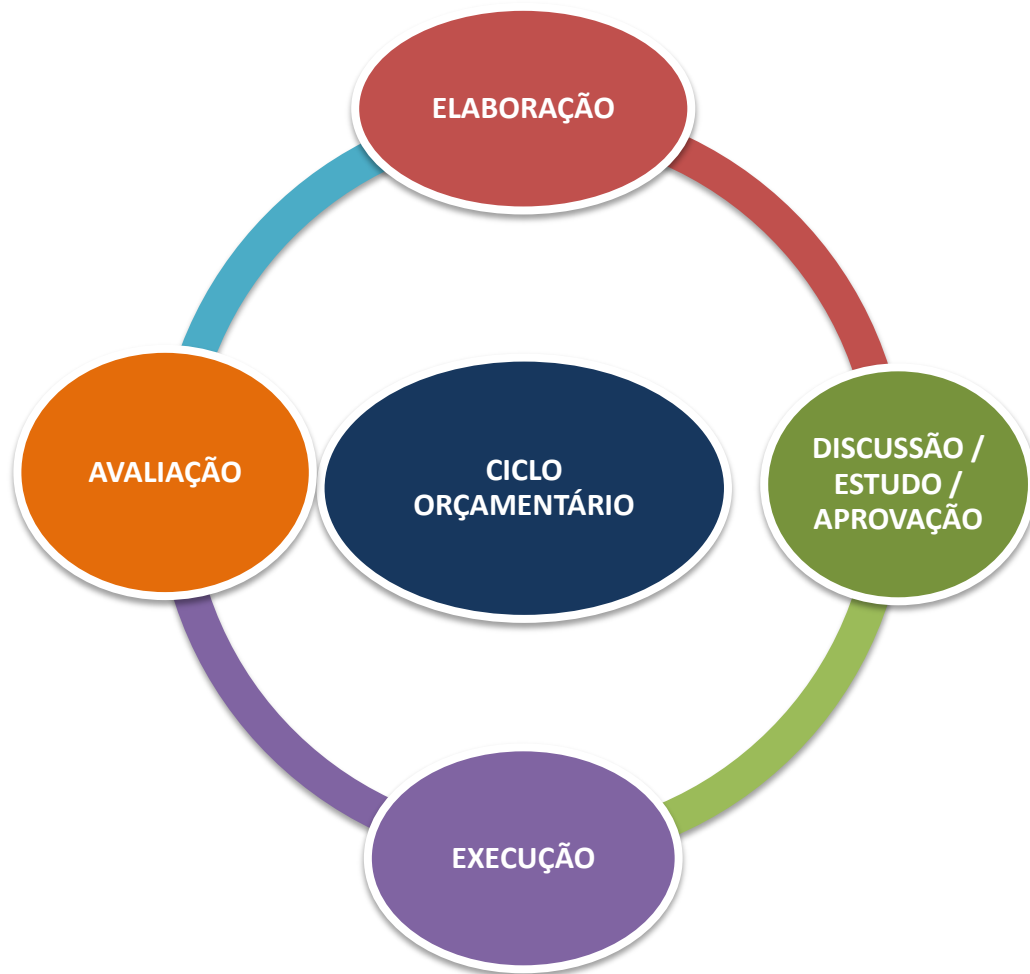 ELABORAÇÃO
DISCUSSÃO /
ESTUDO /
APROVAÇÃO
EXECUÇÃO
AVALIAÇÃO
CICLO
ORÇAMENTÁRIO